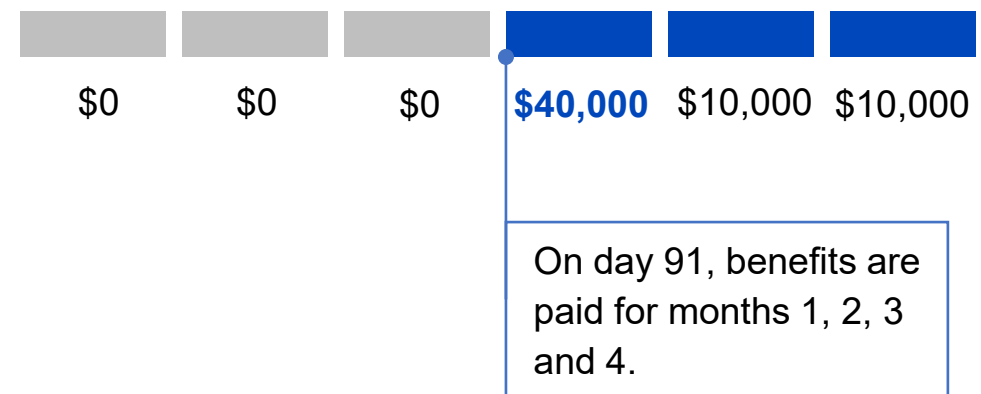 $0 $0 $0 $40,000 $10,000 $10,000
On day 91, benefits are
paid for months 1, 2, 3
and 4.